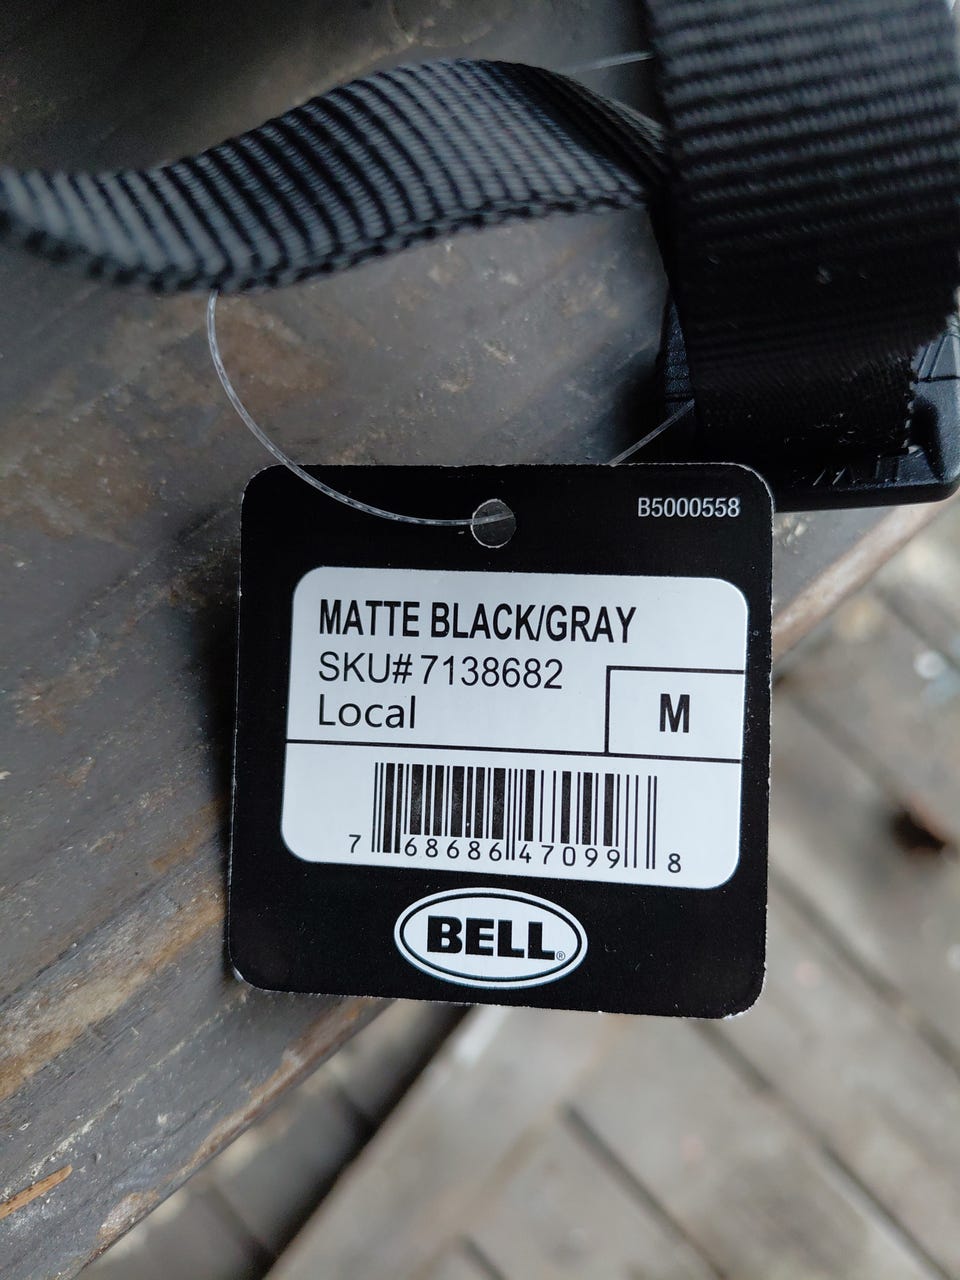 B5000558
MATTE BLACK/GRAY
SKU# 7138682
Local
M
7 68686 47099 8
BELL®